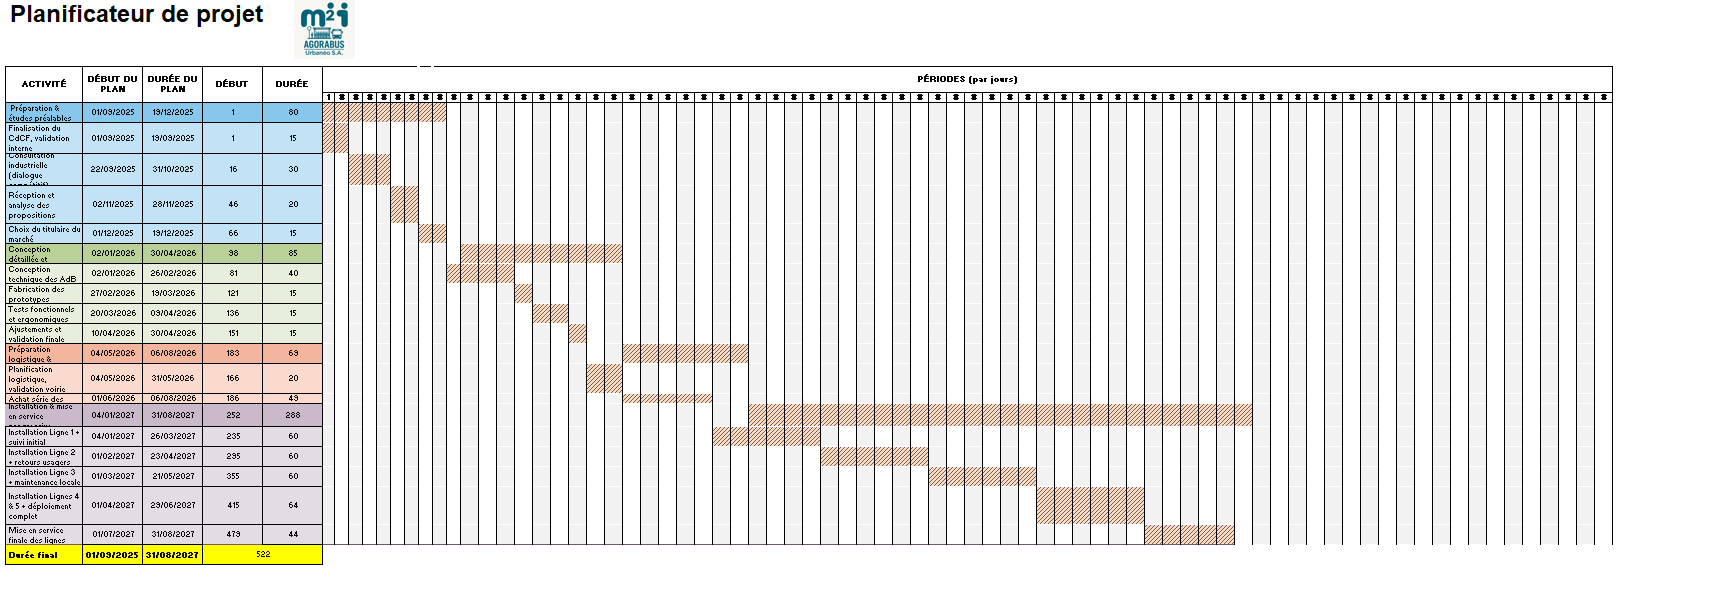 Planificateur de projet
m2i
AGORABUS
Urbanéo S.A.
ACTIVITÉ
DÉBUT DU
PLAN
DURÉE DU
PLAN
DÉBUT
DURÉE
PÉRIODES (par jours)
1 # # # # # # # # # # # # # # # # # # # # # # # # # # # # # # # # # # # # # # # # # # # # # # # # # # # # # # # # # # # # # # # # # # # # # # # #
Préparation &
études préalables
01/09/2025 19/12/2025 1 80
Finalisation du
CdCF, validation
interne
01/09/2025 19/09/2025 1 15
Consultation
industrielle
(dialogue
22/09/2025 31/10/2025 16 30
Réception et
analyse des
propositions
02/11/2025 28/11/2025 46 20
Choix du titulaire du
marché
01/12/2025 19/12/2025 66 15
Conception
détaillée et
02/01/2026 30/04/2026 98 85
Conception
technique des AdB
02/01/2026 26/02/2026 81 40
Fabrication des
prototypes
27/02/2026 19/03/2026 121 15
Tests fonctionnels
et ergonomiques
20/03/2026 09/04/2026 136 15
Ajustements et
validation finale
10/04/2026 30/04/2026 151 15
Préparation
logistique &
04/05/2026 06/08/2026 183 69
Planification
logistique,
validation voirie
04/05/2026 31/05/2026 166 20
Achat série des
01/06/2026 06/08/2026 186 49
Installation & mise
en service
04/01/2027 31/08/2027 252 288
Installation Ligne 1 +
suivi initial
04/01/2027 26/03/2027 235 60
Installation Ligne 2
+ retours usagers
01/02/2027 23/04/2027 295 60
Installation Ligne 3
+ maintenance locale
01/03/2027 21/05/2027 355 60
Installation Lignes 4
& 5 + déploiement
complet
01/04/2027 29/06/2027 415 64
Mise en service
finale des lignes
01/07/2027 31/08/2027 479 44
Durée final 01/09/2025 31/08/2027 522